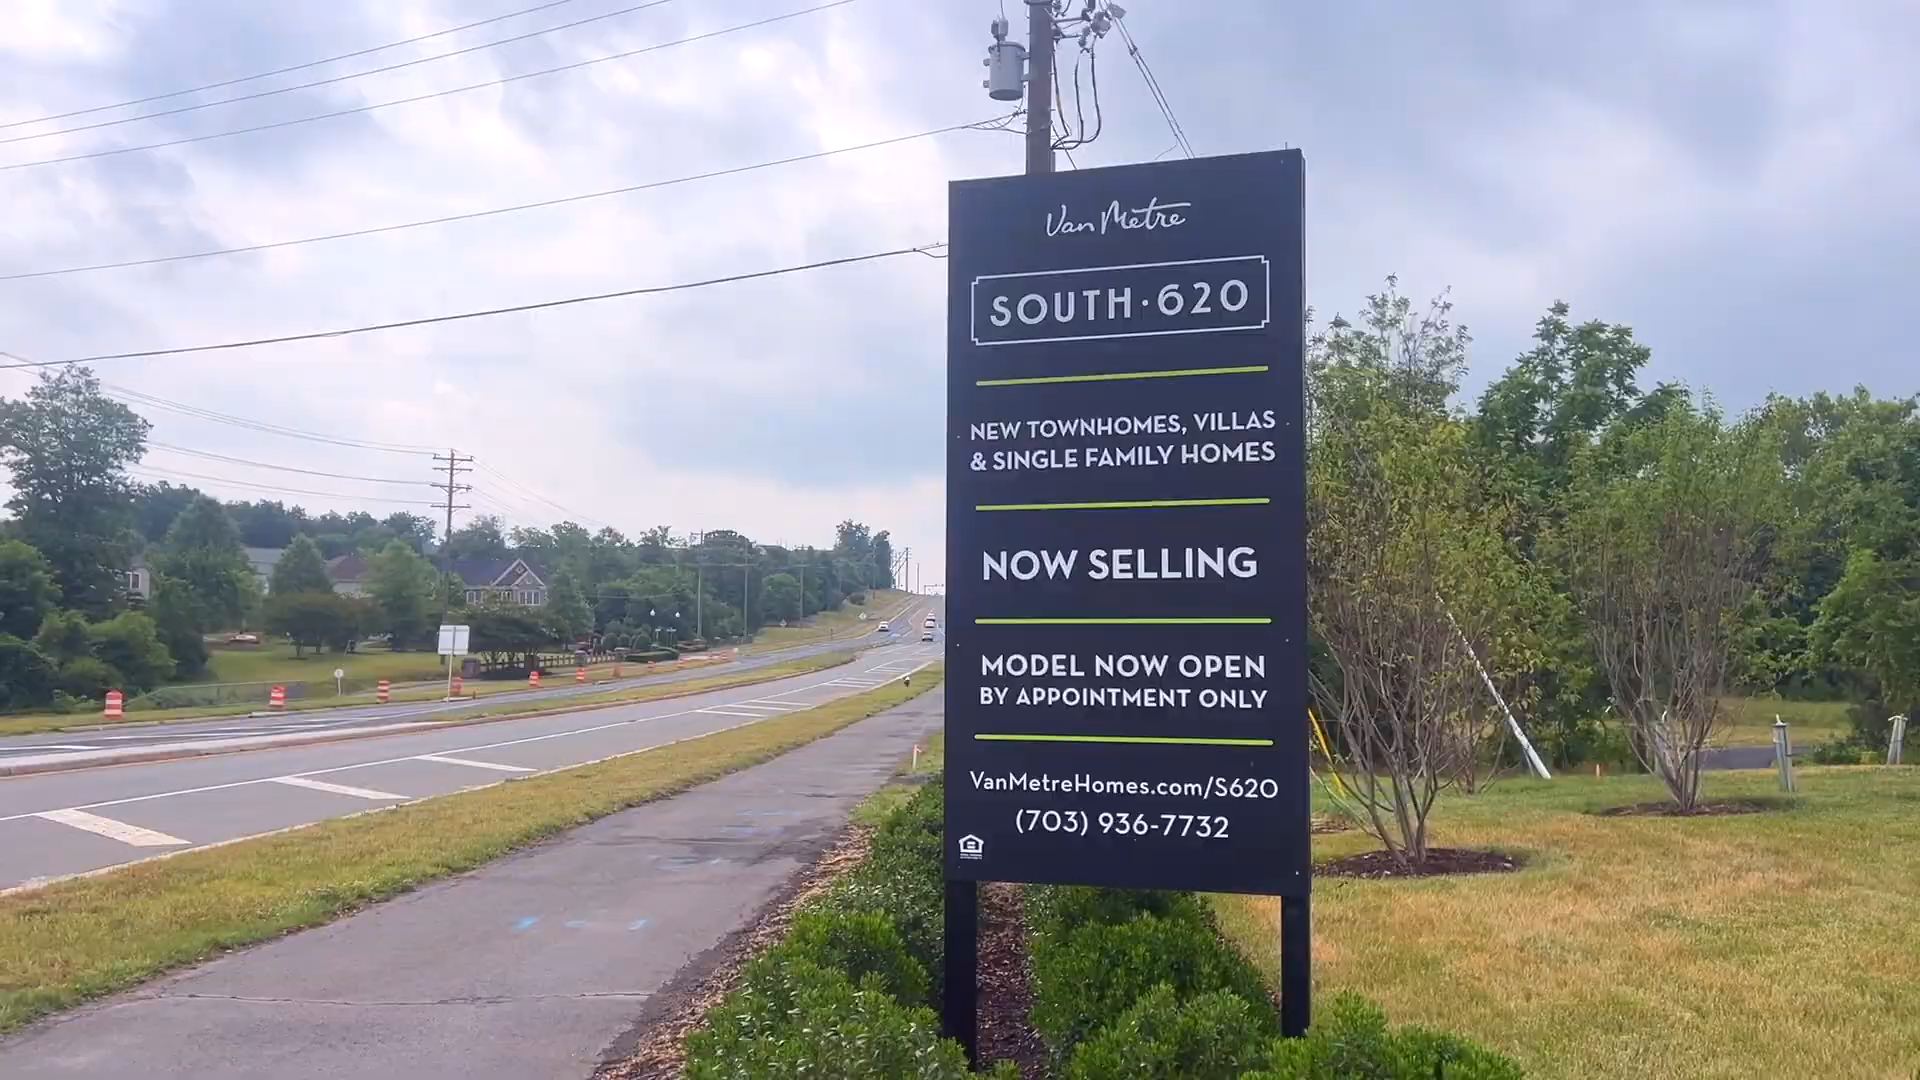 Van Metre
SOUTH·620
NEW TOWNHOMES, VILLAS
& SINGLE FAMILY HOMES
NOW SELLING
MODEL NOW OPEN
BY APPOINTMENT ONLY
VanMetreHomes.com/S620
(703) 936-7732